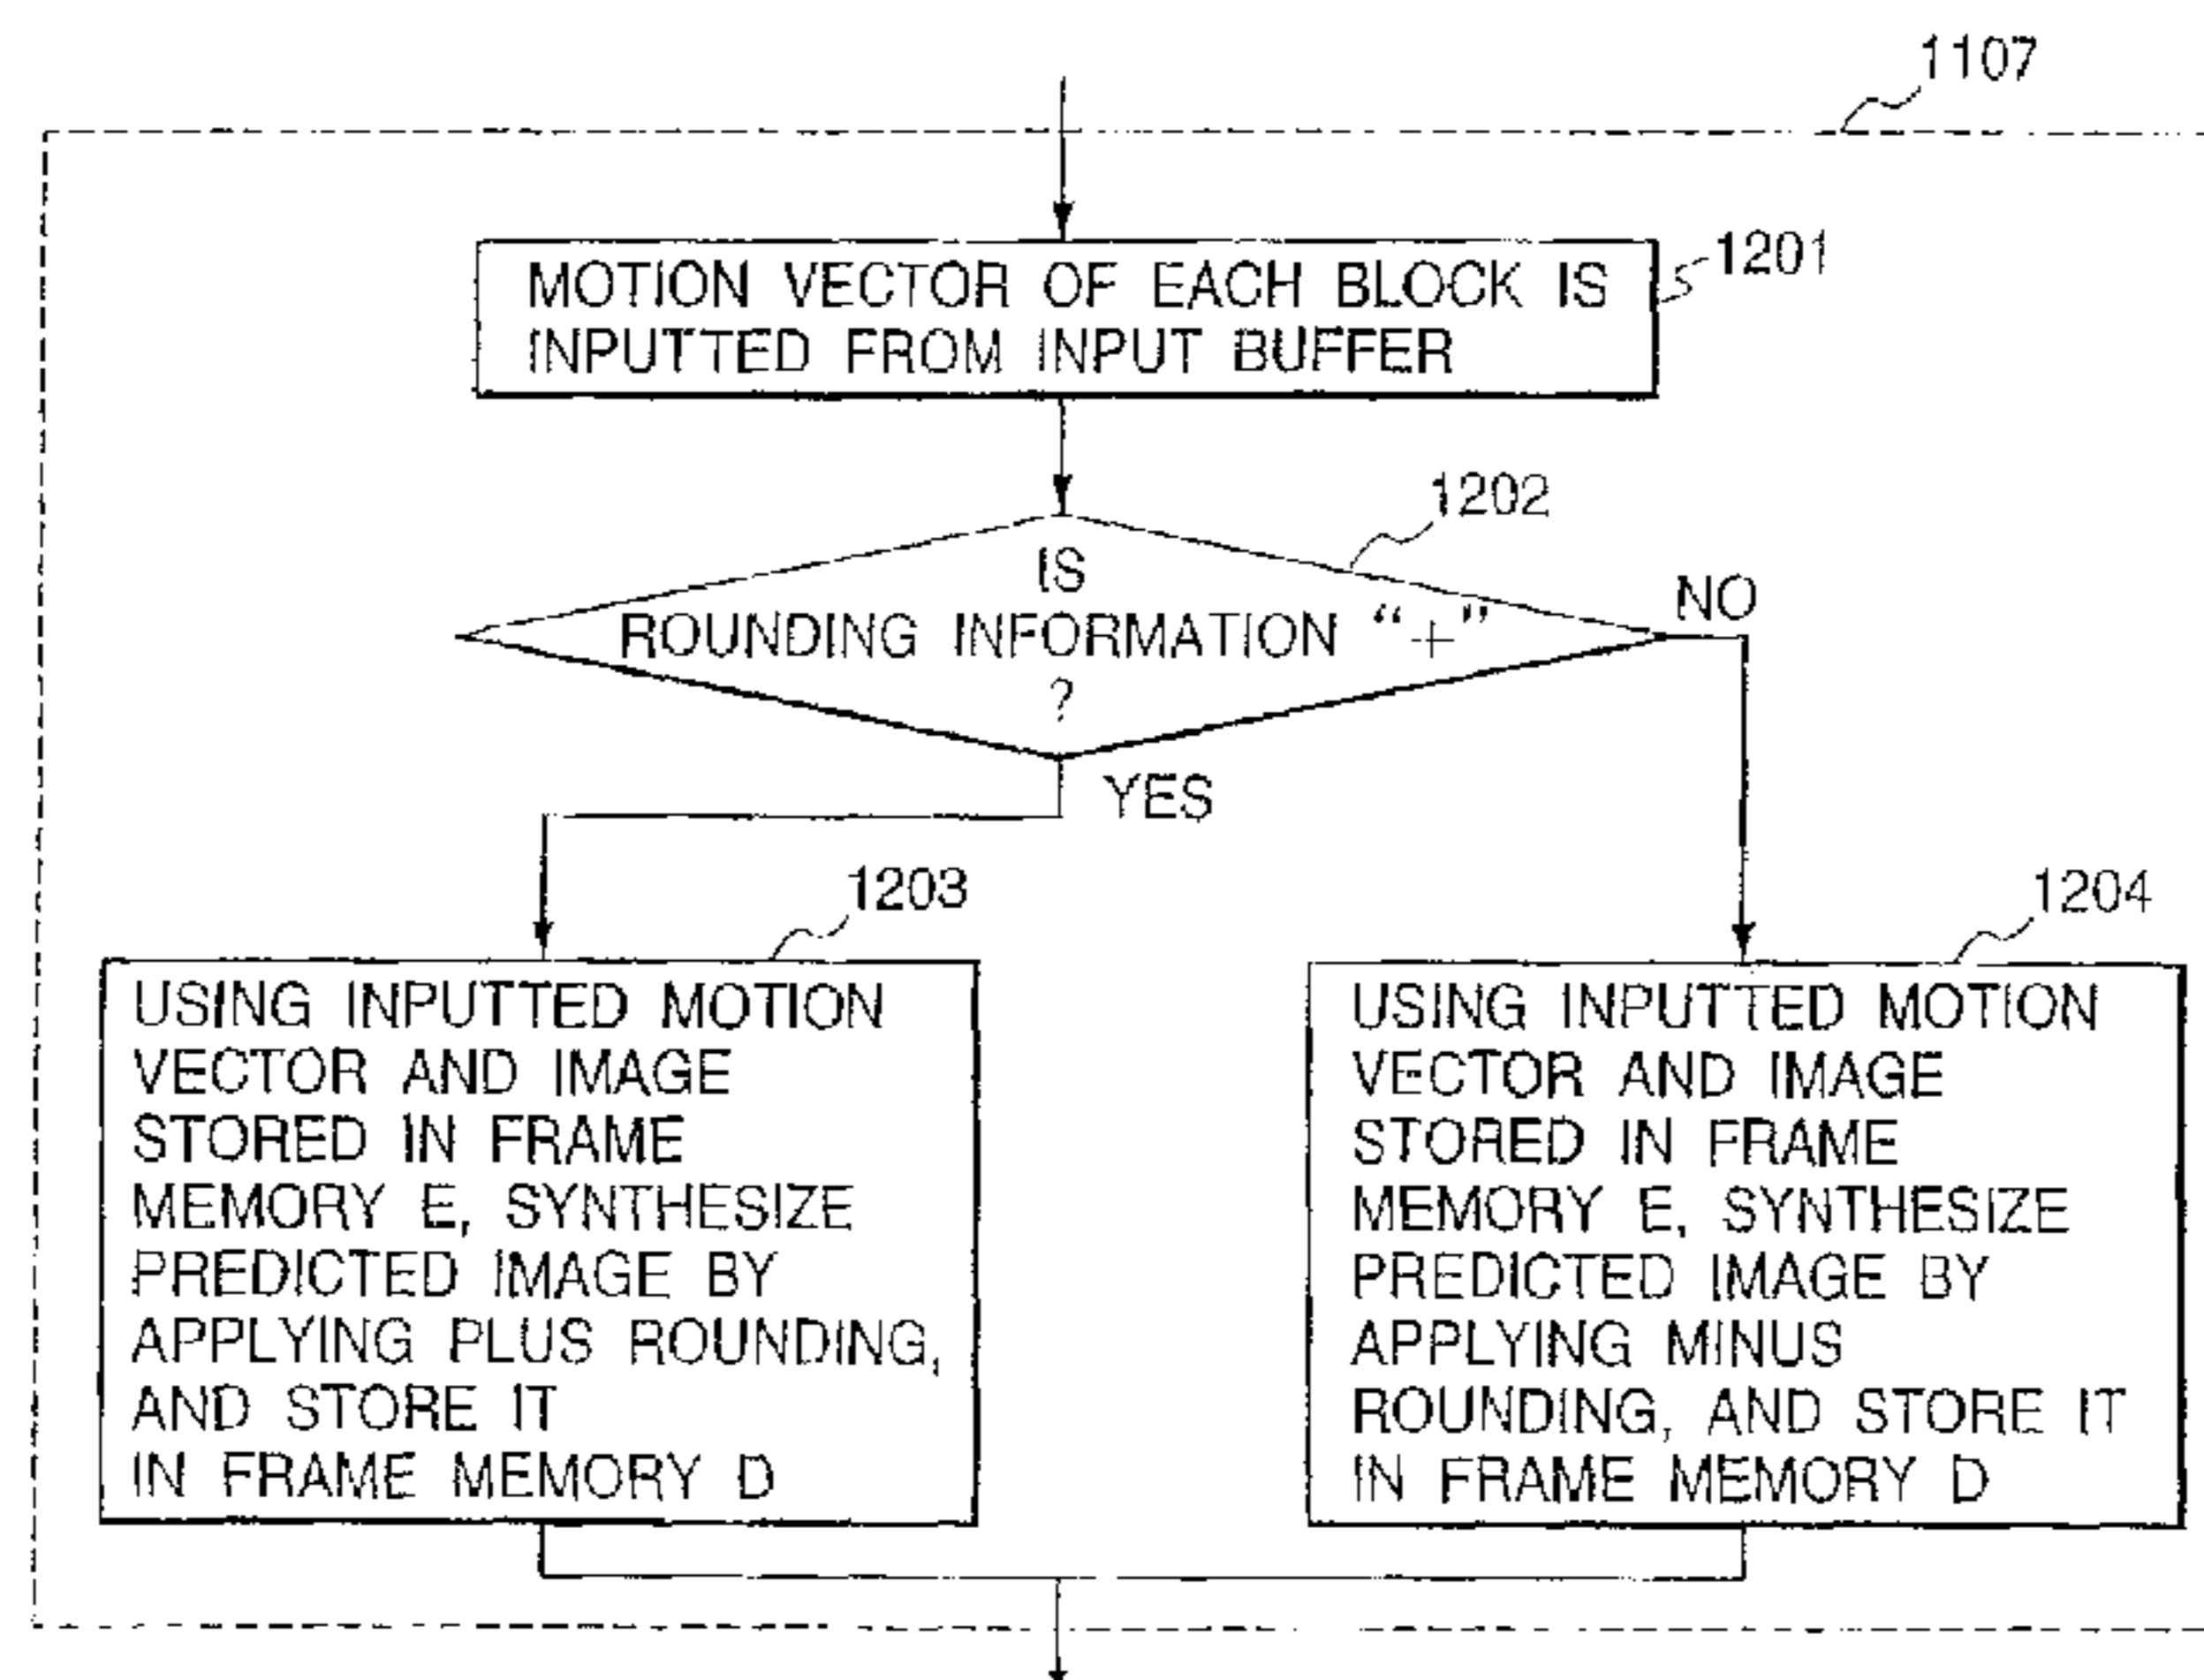 1107
MOTION VECTOR OF EACH BLOCK IS
INPUTTED FROM INPUT BUFFER
1201
1202
IS
ROUNDING INFORMATION “+”
?
NO
YES
1203
USING INPUTTED MOTION
VECTOR AND IMAGE
STORED IN FRAME
MEMORY E, SYNTHESIZE
PREDICTED IMAGE BY
APPLYING PLUS ROUNDING,
AND STORE IT
IN FRAME MEMORY D
1204
USING INPUTTED MOTION
VECTOR AND IMAGE
STORED IN FRAME
MEMORY E, SYNTHESIZE
PREDICTED IMAGE BY
APPLYING MINUS
ROUNDING, AND STORE IT
IN FRAME MEMORY D